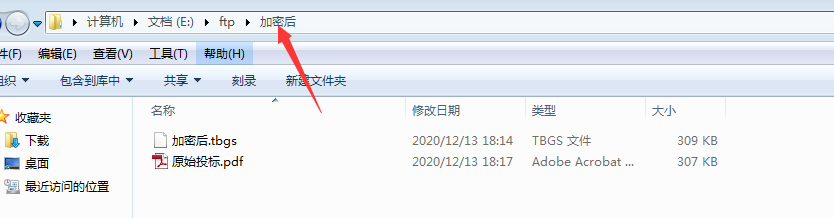 计算机 文档 (E:) ftp 加密后
件(F) 编辑(E) 查看(V) 工具(T) 帮助(H)
组织 包含到库中 共享 刻录 新建文件夹
收藏夹
下载
桌面
最近访问的位置
名称 修改日期 类型 大小
加密后.tbgs 2020/12/13 18:14 TBGS 文件 309 KB
原始投标.pdf 2020/12/13 18:17 Adobe Acrobat ... 307 KB